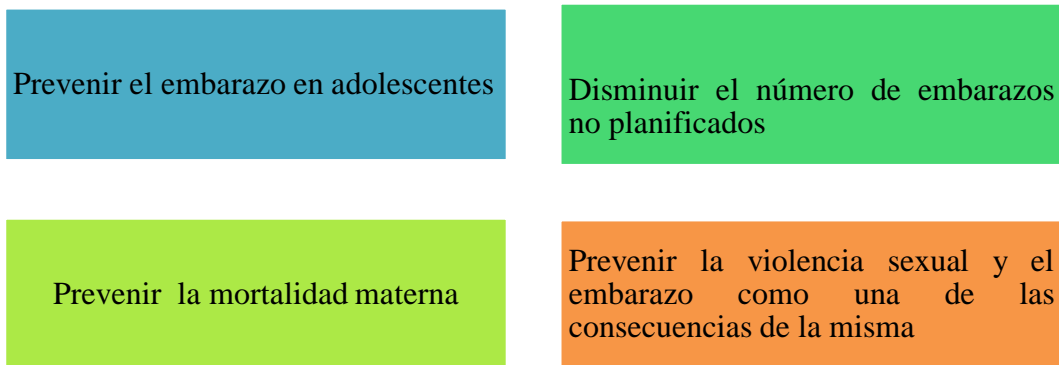 Prevenir el embarazo en adolescentes
Disminuir el número de embarazos
no planificados
Prevenir la mortalidad materna
Prevenir la violencia sexual y el
embarazo como una de las
consecuencias de la misma